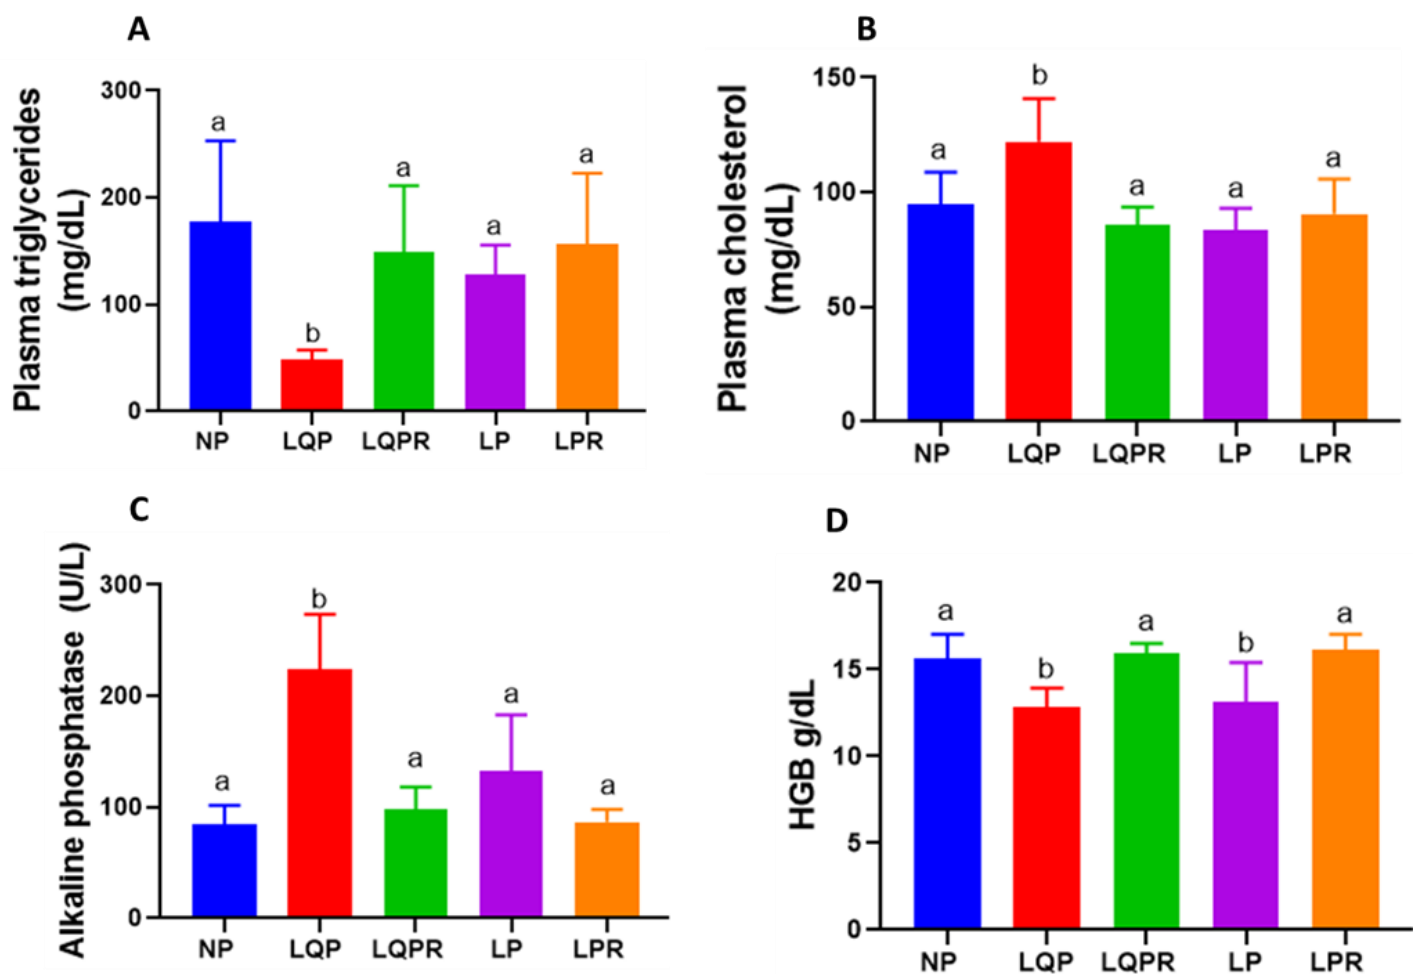 A
Plasma triglycerides
(mg/dL)
300
200
100
0
a
b
a
a
a
NP LQP LQPR LP LPR
B
Plasma cholesterol
(mg/dL)
150
100
50
0
a
b
a
a
a
NP LQP LQPR LP LPR
C
Alkaline phosphatase (U/L)
300
200
100
0
a
b
a
a
a
NP LQP LQPR LP LPR
D
HGB g/dL
20
15
10
5
0
a
b
a
b
a
NP LQP LQPR LP LPR